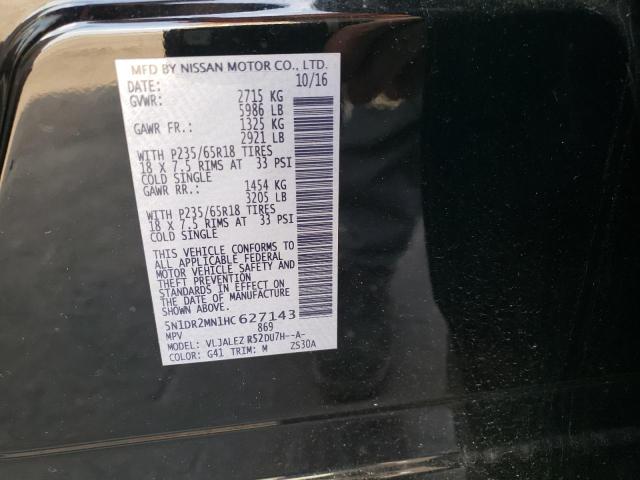 MFD BY NISSAN MOTOR CO., LTD.
DATE: 10/16
GVWR: 2715 KG
5986 LB
GAWR FR.: 1325 KG
2921 LB
WITH P235/65R18 TIRES
18 X 7.5 RIMS AT 33 PSI
COLD SINGLE
GAWR RR.: 1454 KG
3205 LB
WITH P235/65R18 TIRES
18 X 7.5 RIMS AT 33 PSI
COLD SINGLE
THIS VEHICLE CONFORMS TO
ALL APPLICABLE FEDERAL
MOTOR VEHICLE SAFETY AND
THEFT PREVENTION
STANDARDS IN EFFECT ON
THE DATE OF MANUFACTURE
SHOWN ABOVE.
5N1DR2MN1HC627143
MPV 869
MODEL: VLJALEZ R52DU7H--A-
COLOR: G41 TRIM: M ZS30A